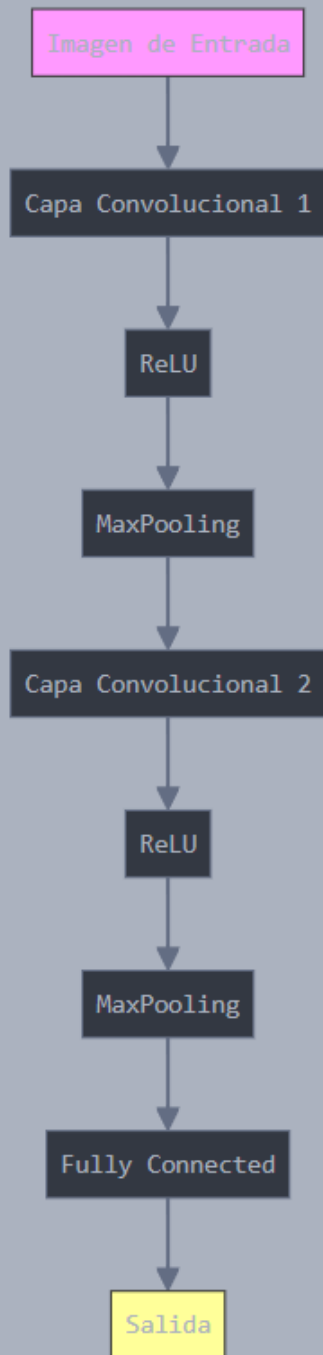 Imagen de Entrada
Capa Convolucional 1
ReLU
MaxPooling
Capa Convolucional 2
ReLU
MaxPooling
Fully Connected
Salida